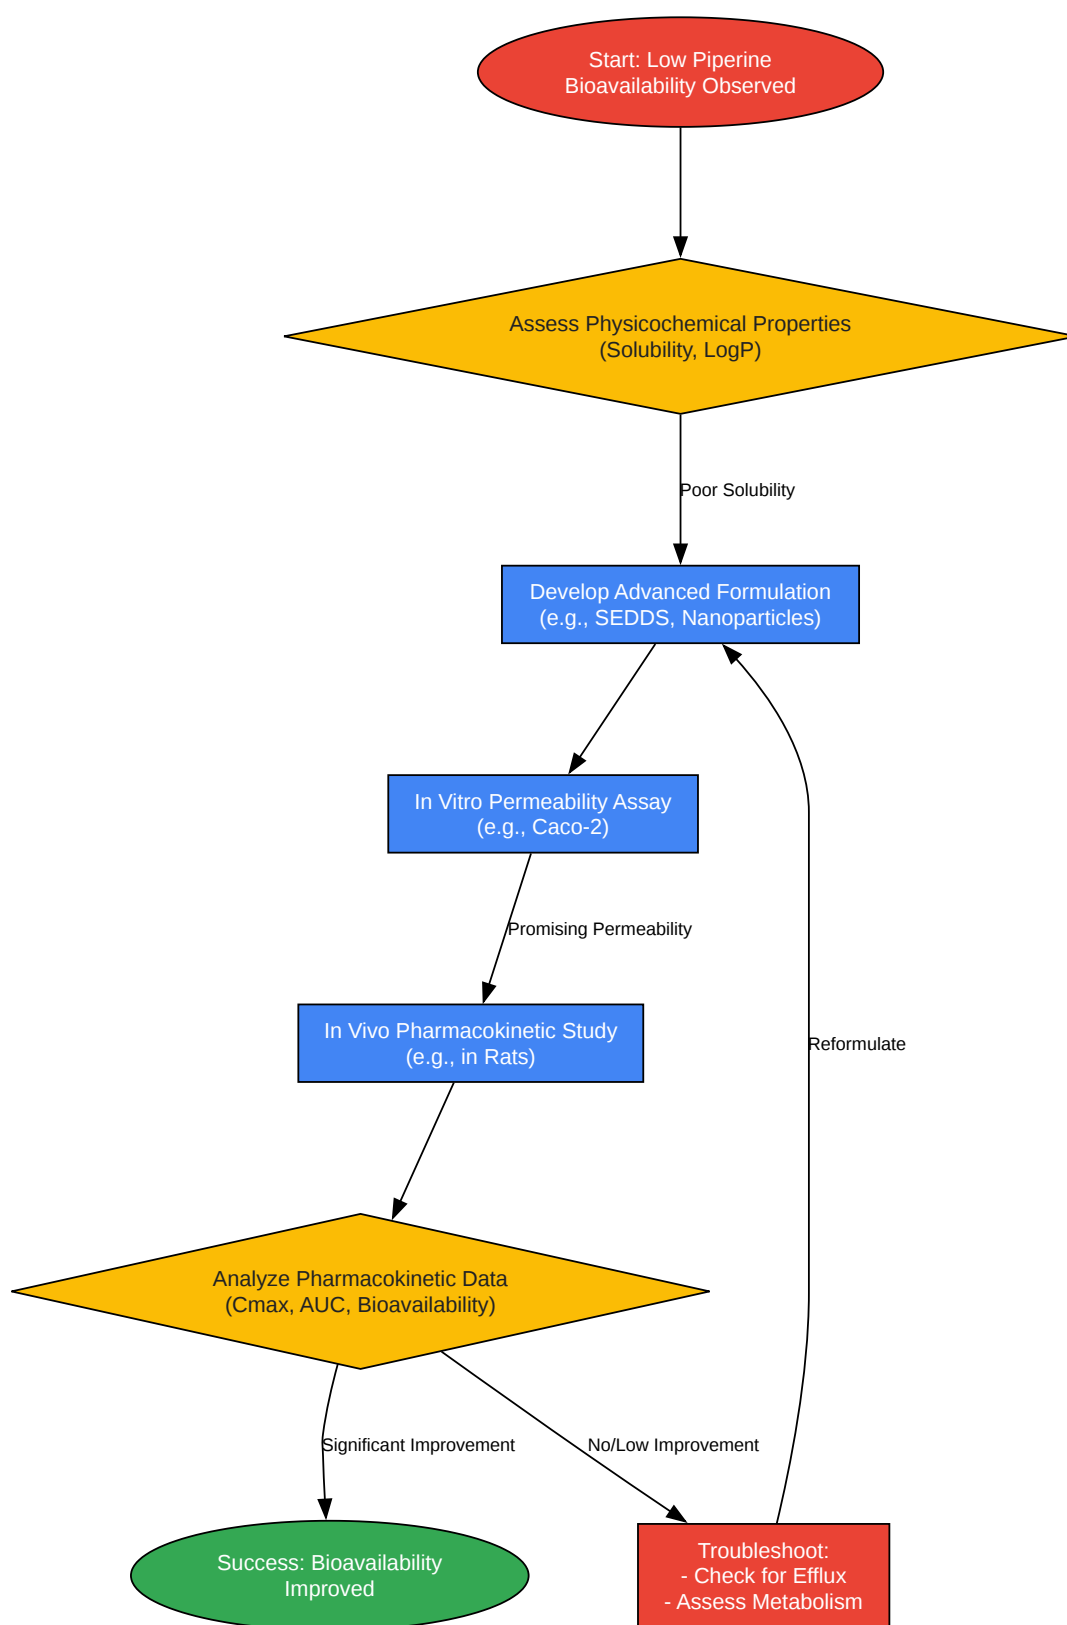 Start: Low Piperine
Bioavailability Observed
Assess Physicochemical Properties
(Solubility, LogP)
Poor Solubility
Develop Advanced Formulation
(e.g., SEDDS, Nanoparticles)
In Vitro Permeability Assay
(e.g., Caco-2)
Promising Permeability
In Vivo Pharmacokinetic Study
(e.g., in Rats)
Reformulate
Analyze Pharmacokinetic Data
(Cmax, AUC, Bioavailability)
Significant Improvement
No/Low Improvement
Success: Bioavailability
Improved
Troubleshoot:
- Check for Efflux
- Assess Metabolism